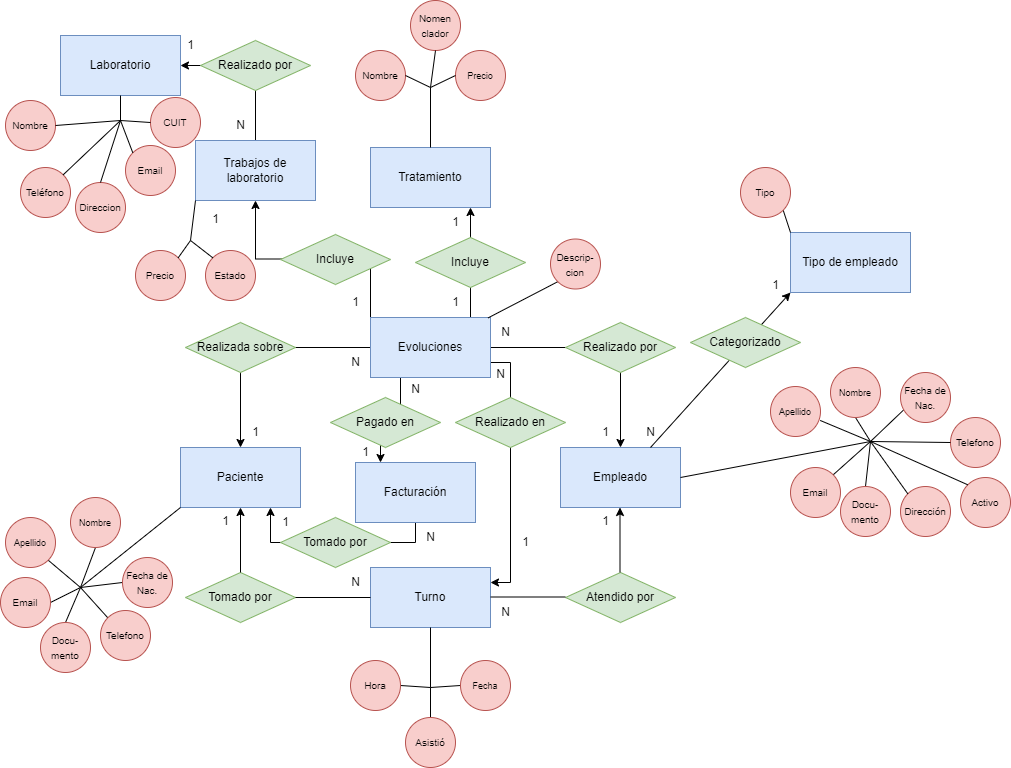 Nomen
clador
1
Laboratorio
Realizado por
Nombre
Precio
N
CUIT
Nombre
Trabajos de
laboratorio
Email
Tratamiento
Teléfono
Direccion
Tipo
1
1
Incluye
Incluye
Descrip-
cion
Tipo de empleado
Precio
Estado
1
1
1
N
Realizada sobre
Evoluciones
Realizado por
Categorizado
N
N
N
Nombre
Fecha de
Nac.
Apellido
Pagado en
Realizado en
1
1
N
Telefono
1
Paciente
Empleado
Facturación
Email
Docu-
mento
Dirección
Activo
1
1
1
Nombre
N
Tomado por
1
Apellido
Fecha de
Nac.
N
Email
Tomado por
Turno
Atendido por
N
Telefono
Docu-
mento
Hora
Fecha
Asistió